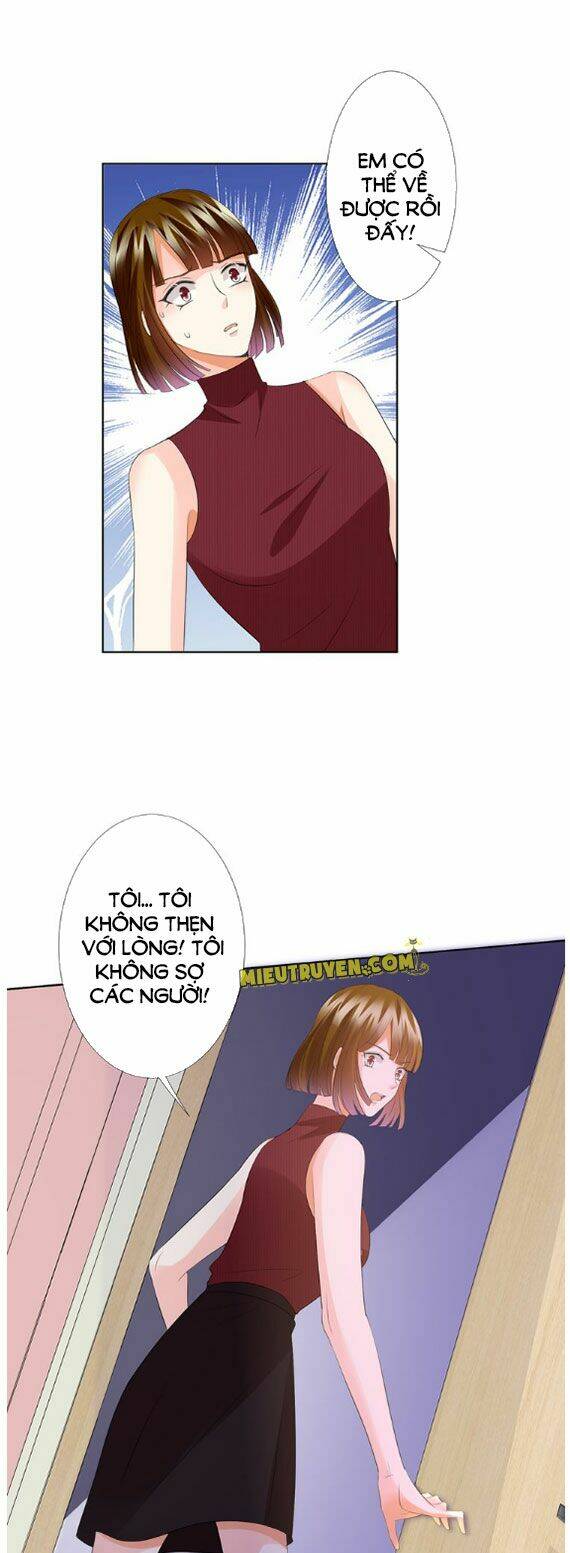 EM CÓ
THỂ VỀ
ĐƯỢC RỒI
ĐẤY!
TÔI... TÔI
KHÔNG THẸN
VỚI LÒNG! TÔI
KHÔNG SỢ
CÁC NGƯỜI!
MIEUTRUYEN.COM